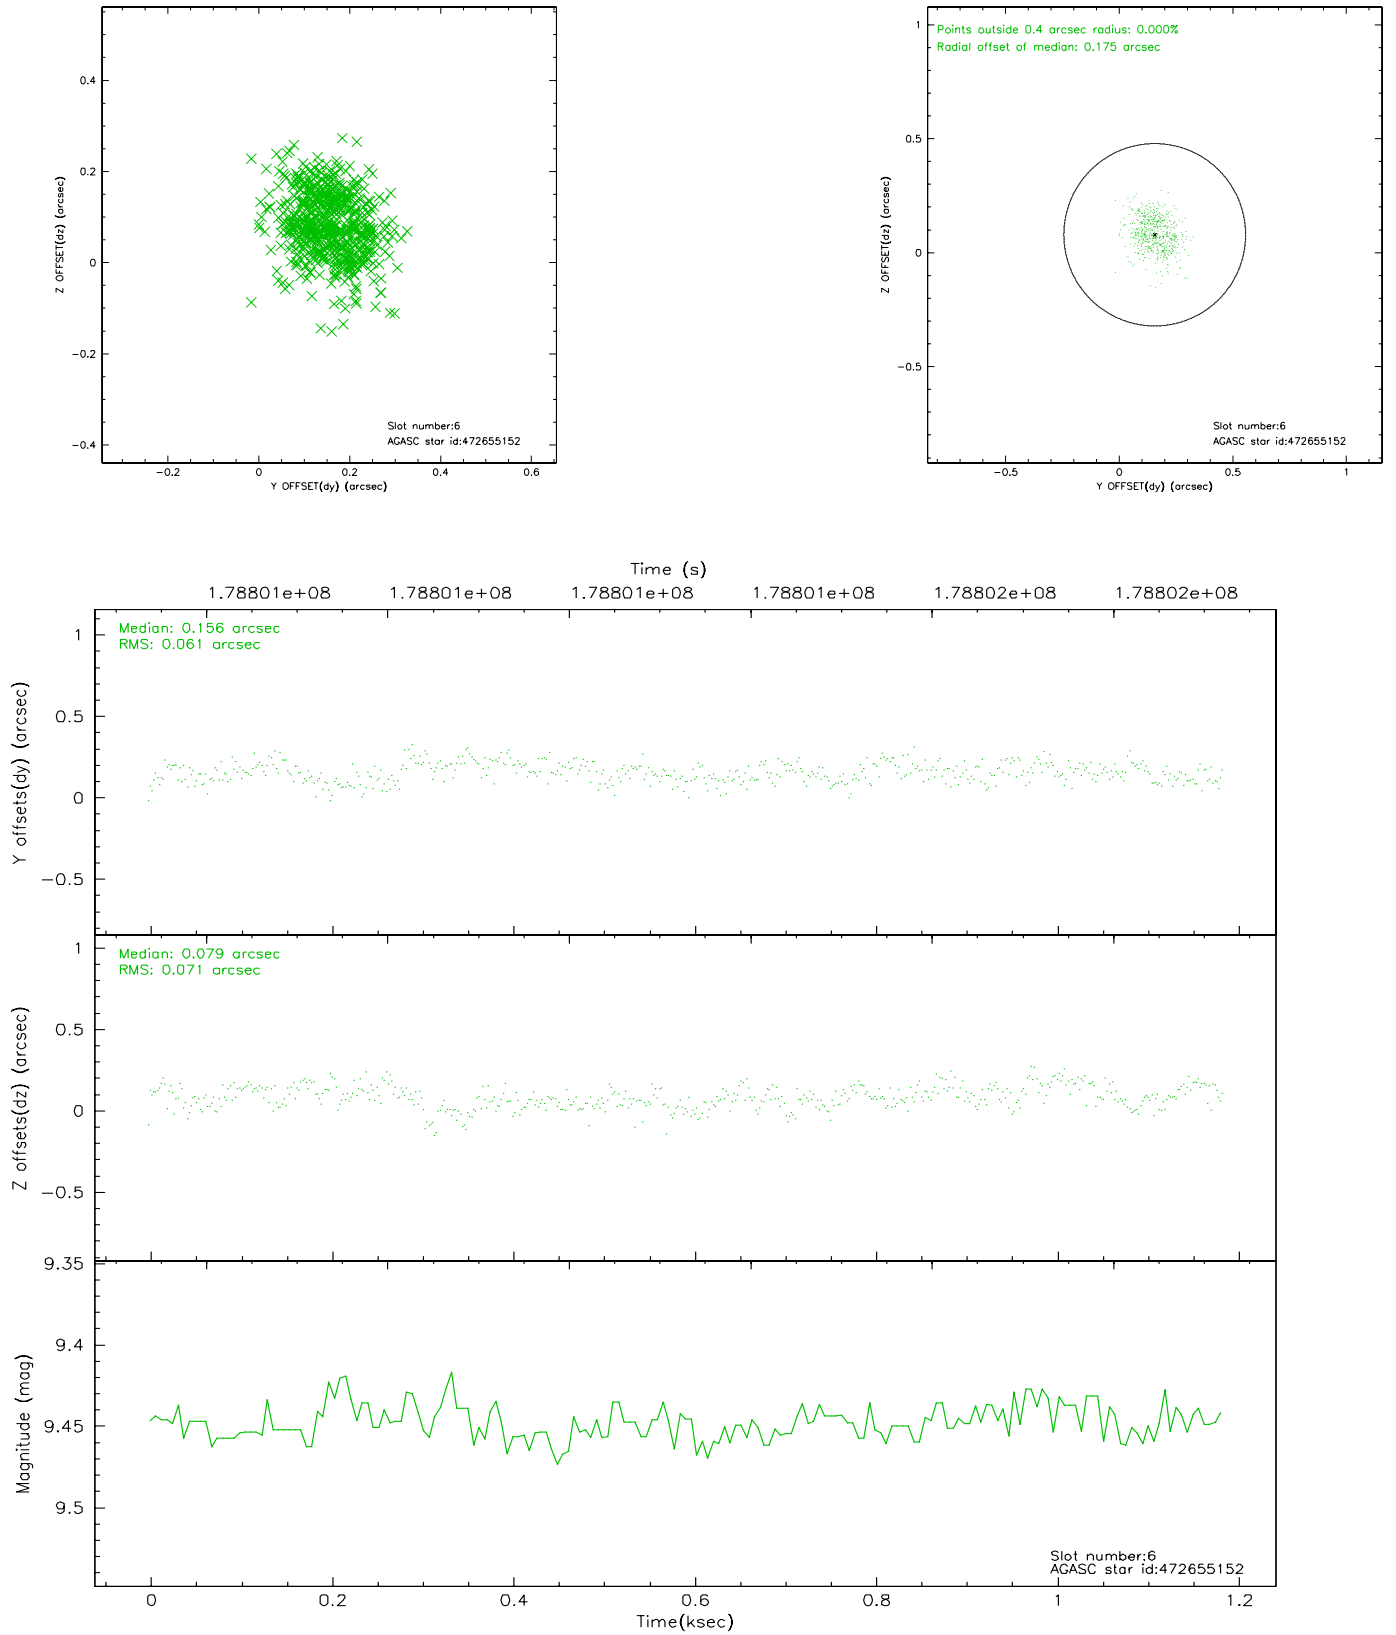 0.4
0.2
0
−0.2
−0.4
Z OFFSET(dz) (arcsec)
Slot number:6
AGASC star id:472655152
−0.2 0 0.2 0.4 0.6
Y OFFSET(dy) (arcsec)
Points outside 0.4 arcsec radius: 0.000%
Radial offset of median: 0.175 arcsec
1
0.5
0
−0.5
Z OFFSET(dz) (arcsec)
Slot number:6
AGASC star id:472655152
−0.5 0 0.5 1
Y OFFSET(dy) (arcsec)
Time (s)
1.78801e+08 1.78801e+08 1.78801e+08 1.78801e+08 1.78802e+08 1.78802e+08
Median: 0.156 arcsec
RMS: 0.061 arcsec
1
0.5
0
−0.5
Y offsets(dy) (arcsec)
Median: 0.079 arcsec
RMS: 0.071 arcsec
1
0.5
0
−0.5
Z offsets(dz) (arcsec)
9.35
9.4
9.45
9.5
Magnitude (mag)
Slot number:6
AGASC star id:472655152
0 0.2 0.4 0.6 0.8 1 1.2
Time(ksec)